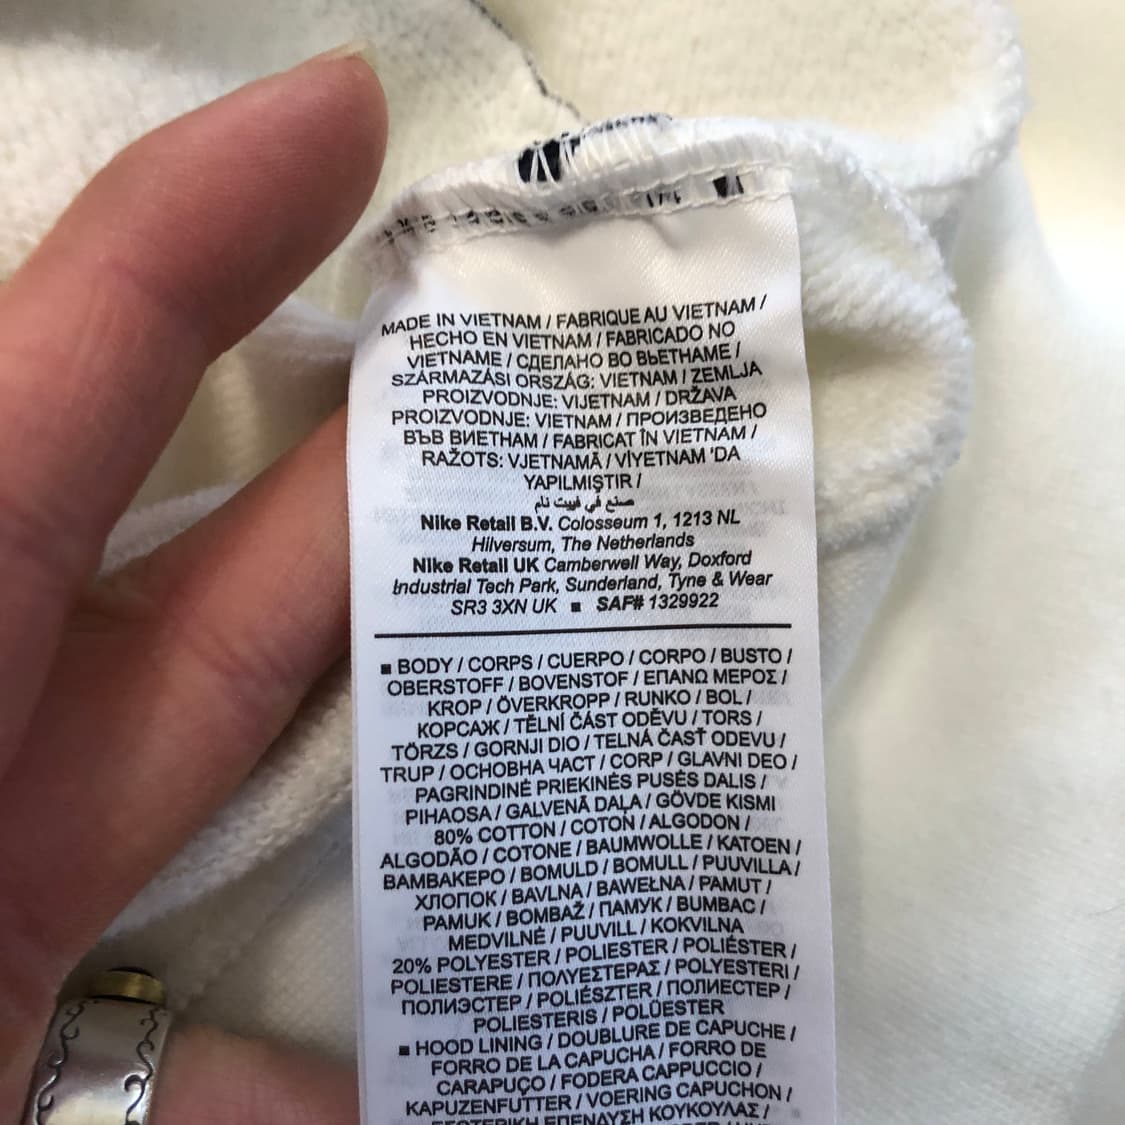 MADE IN VIETNAM / FABRIQUE AU VIETNAM /
HECHO EN VIETNAM / FABRICADO NO
VIETNAME / СДЕЛАНО ВО ВЬЕТНАМЕ /
SZÁRMAZÁSI ORSZÁG: VIETNAM / ZEMLJA
PROIZVODNJE: VIJETNAM / DRŽAVA
PROIZVODNJE: VIETNAM / ПРОИЗВЕДЕНО
ВЪВ ВИЕТНАМ / FABRICAT ÎN VIETNAM /
RAŽOTS: VJETNAMĀ / VİYETNAM 'DA
YAPILMIŞTIR /
صنع في فييت نام
Nike Retail B.V. Colosseum 1, 1213 NL
Hilversum, The Netherlands
Nike Retail UK Camberwell Way, Doxford
Industrial Tech Park, Sunderland, Tyne & Wear
SR3 3XN UK ■ SAF# 1329922
■ BODY / CORPS / CUERPO / CORPO / BUSTO /
OBERSTOFF / BOVENSTOF / ΕΠΑΝΩ ΜΕΡΟΣ /
KROP / ÖVERKROPP / RUNKO / BOL /
КОРСАЖ / TĚLNÍ ČÁST ODĚVU / TORS /
TÖRZS / GORNJI DIO / TELNÁ ČASŤ ODEVU /
TRUP / ОСНОВНА ЧАСТ / CORP / GLAVNI DEO /
PAGRINDINĖ PRIEKINĖS PUSĖS DALIS /
PIHAOSA / GALVENĀ DAĻA / GÖVDE KISMI
80% COTTON / COTON / ALGODON /
ALGODÃO / COTONE / BAUMWOLLE / KATOEN /
ΒΑΜΒΑΚΕΡΟ / BOMULD / BOMULL / PUUVILLA /
ХЛОПОК / BAVLNA / BAWEŁNA / PAMUT /
PAMUK / BOMBAŽ / ПАМУК / BUMBAC /
MEDVILNĖ / PUUVILL / KOKVILNA
20% POLYESTER / POLIESTER / POLIÉSTER /
POLIESTERE / ΠΟΛΥΕΣΤΕΡΑΣ / POLYESTERI /
ПОЛИЭСТЕР / POLIÉSZTER / ПОЛИЕСТЕР /
POLIESTERIS / POLÜESTER
■ HOOD LINING / DOUBLURE DE CAPUCHE /
FORRO DE LA CAPUCHA / FORRO DE
CARAPUÇO / FODERA CAPPUCCIO /
KAPUZENFUTTER / VOERING CAPUCHON /
ΕΣΩΤΕΡΙΚΗ ΕΠΕΝΔΥΣΗ ΚΟΥΚΟΥΛΑΣ /